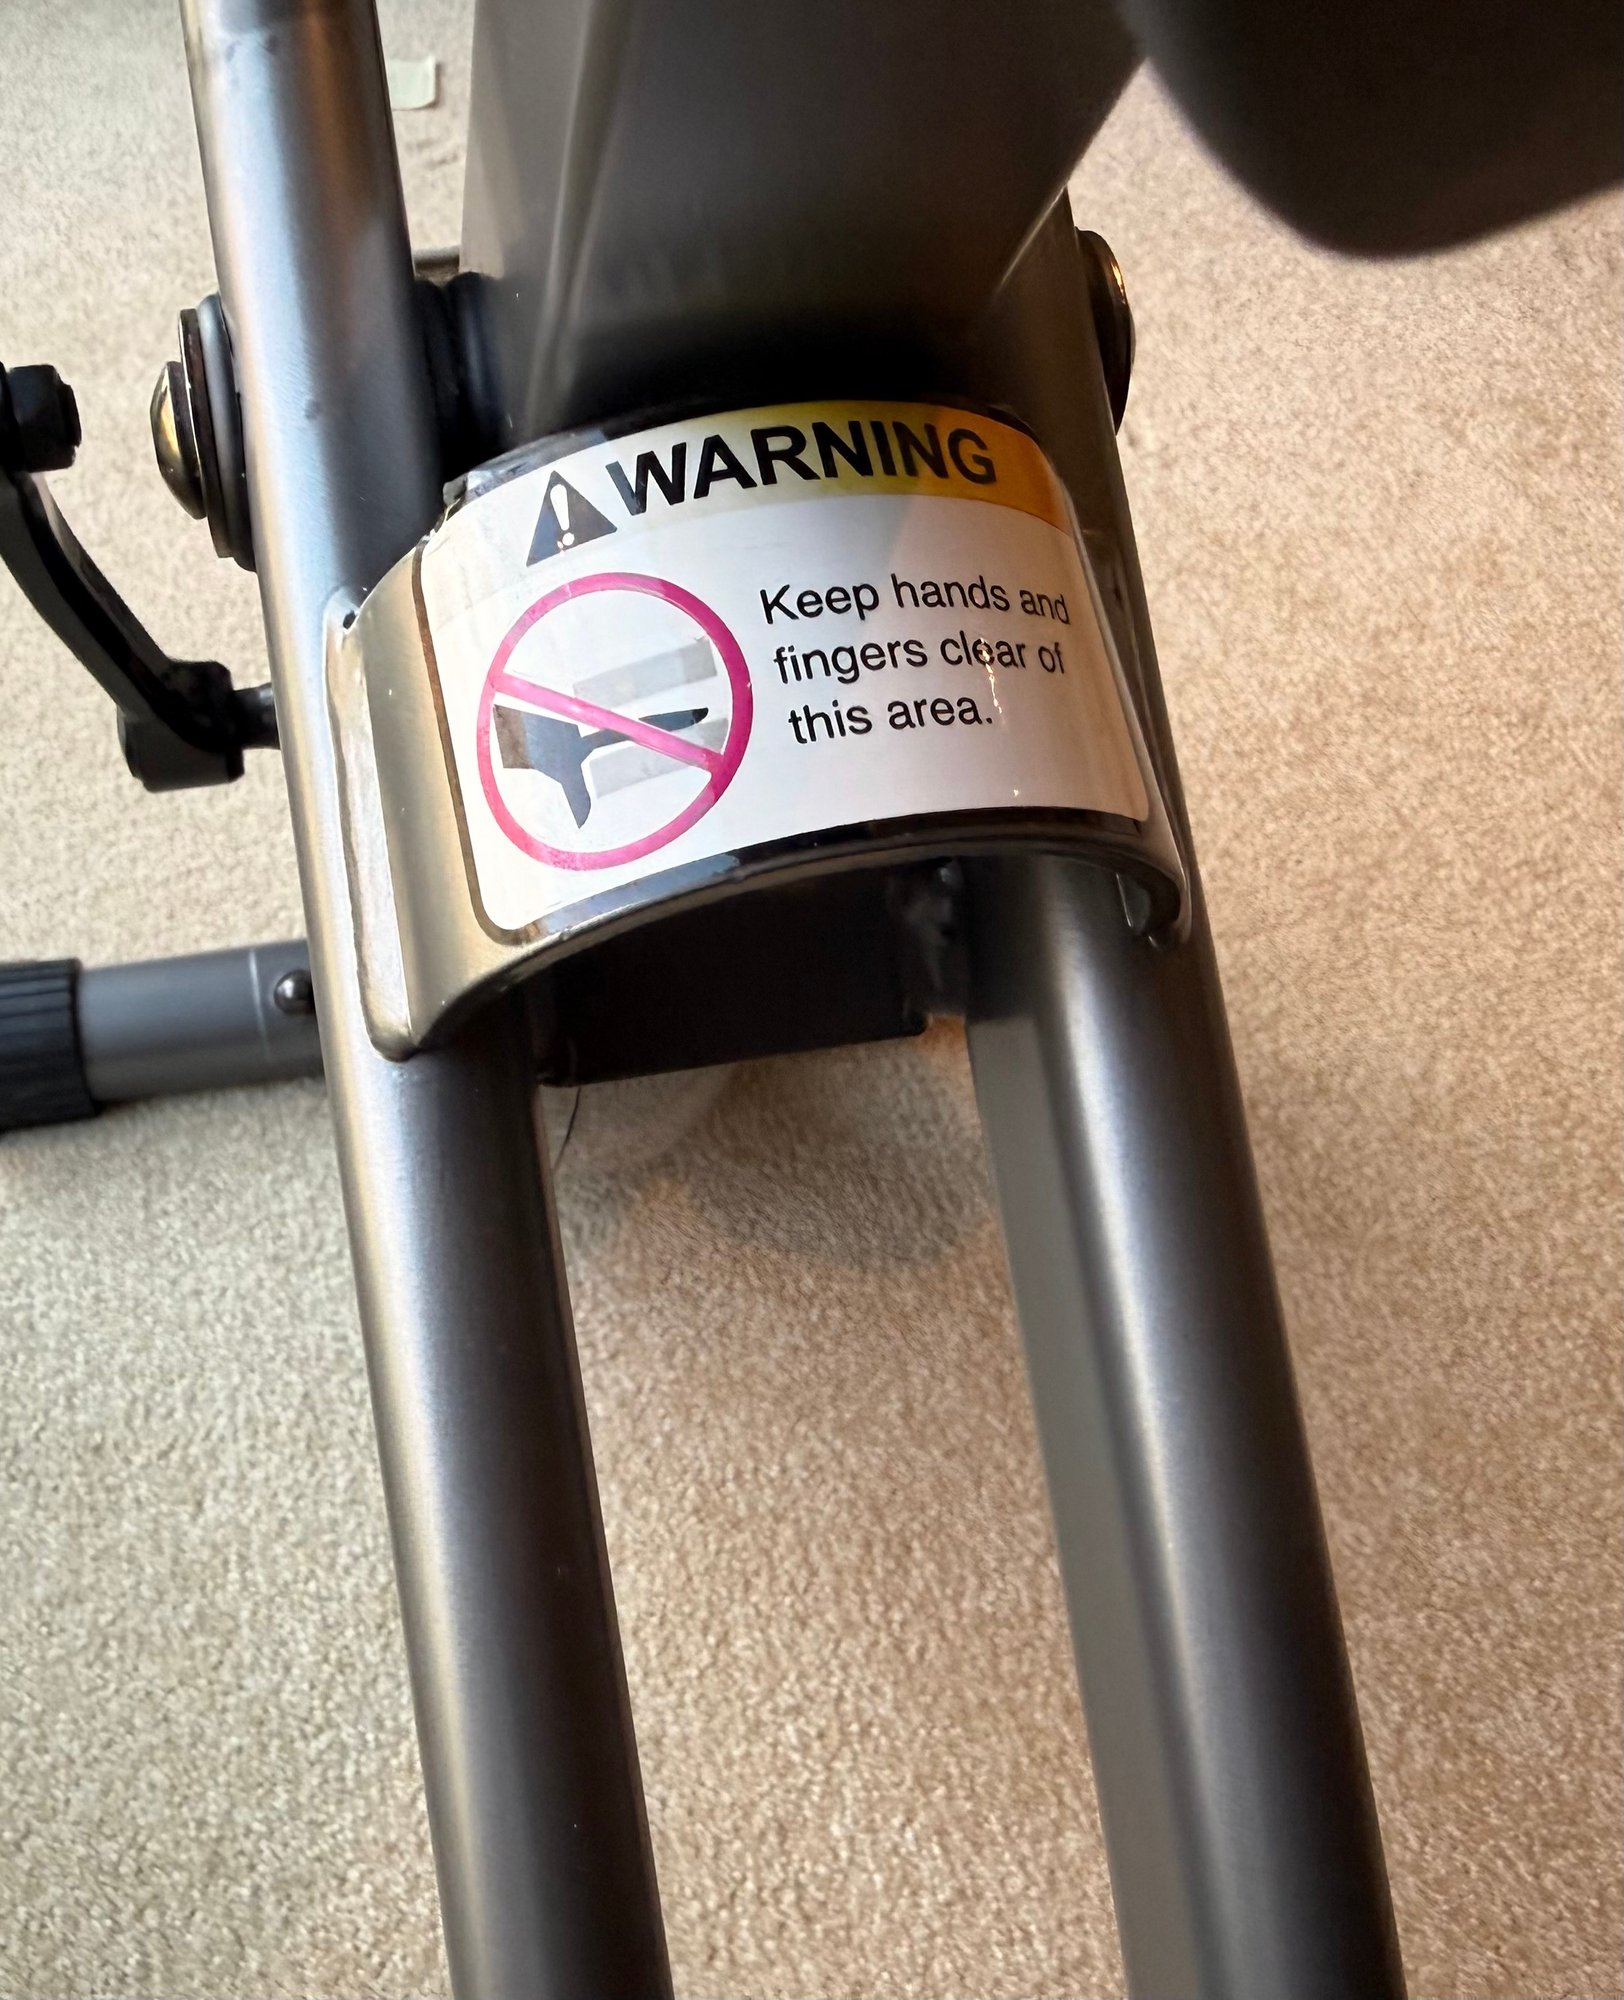 WARNING
Keep hands and
fingers clear of
this area.